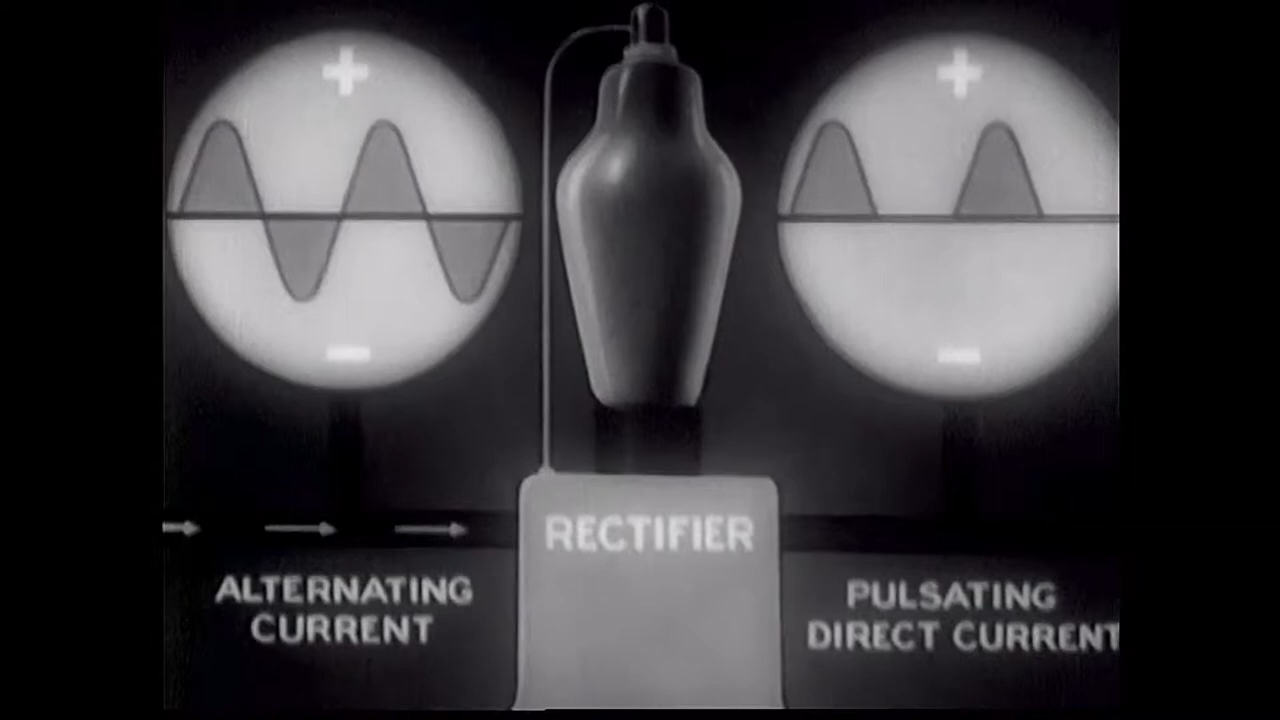 +
+
RECTIFIER
ALTERNATING
CURRENT
PULSATING
DIRECT CURRENT